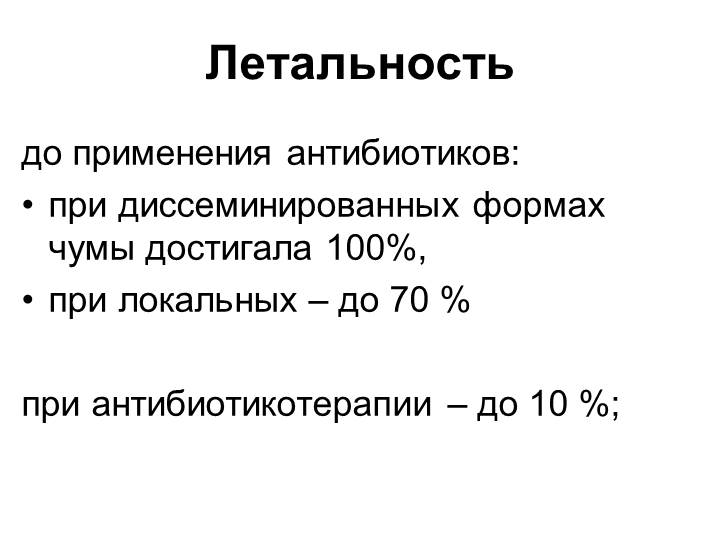 Летальность
до применения антибиотиков:
• при диссеминированных формах
чумы достигала 100%,
• при локальных – до 70 %
при антибиотикотерапии – до 10 %;